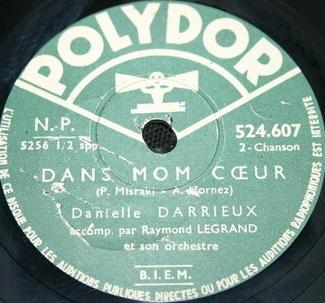 POLYDOR
N.-P.
524.607
5256 1/2 spp
2-Chanson
DANS MOM CŒUR
(P. Misraki - A. Hornez)
Danielle DARRIEUX
accomp. par Raymond LEGRAND
et son orchestre
B.I.E.M.
L'UTILISATION DE CE DISQUE POUR LES AUDITIONS PUBLIQUES DIRECTES OU POUR LES AUDITIONS RADIOPHONIQUES EST INTERDITE